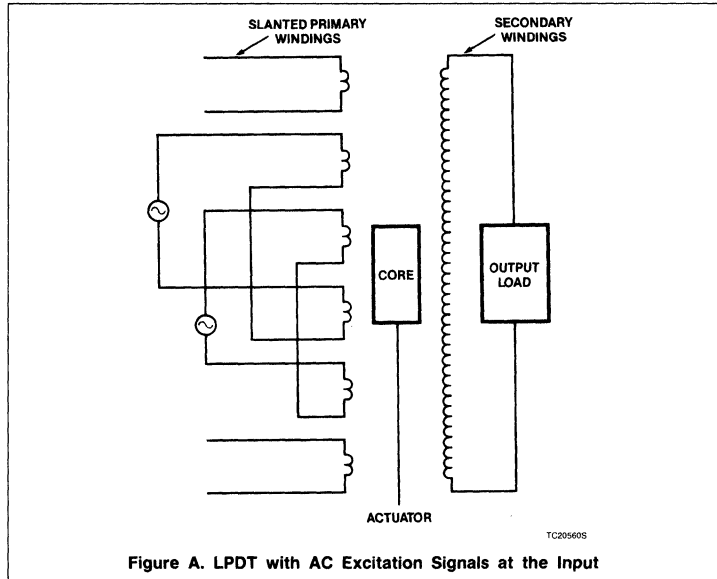 SLANTED PRIMARY
WINDINGS
SECONDARY
WINDINGS
CORE
OUTPUT
LOAD
ACTUATOR
TC20560S
Figure A. LPDT with AC Excitation Signals at the Input